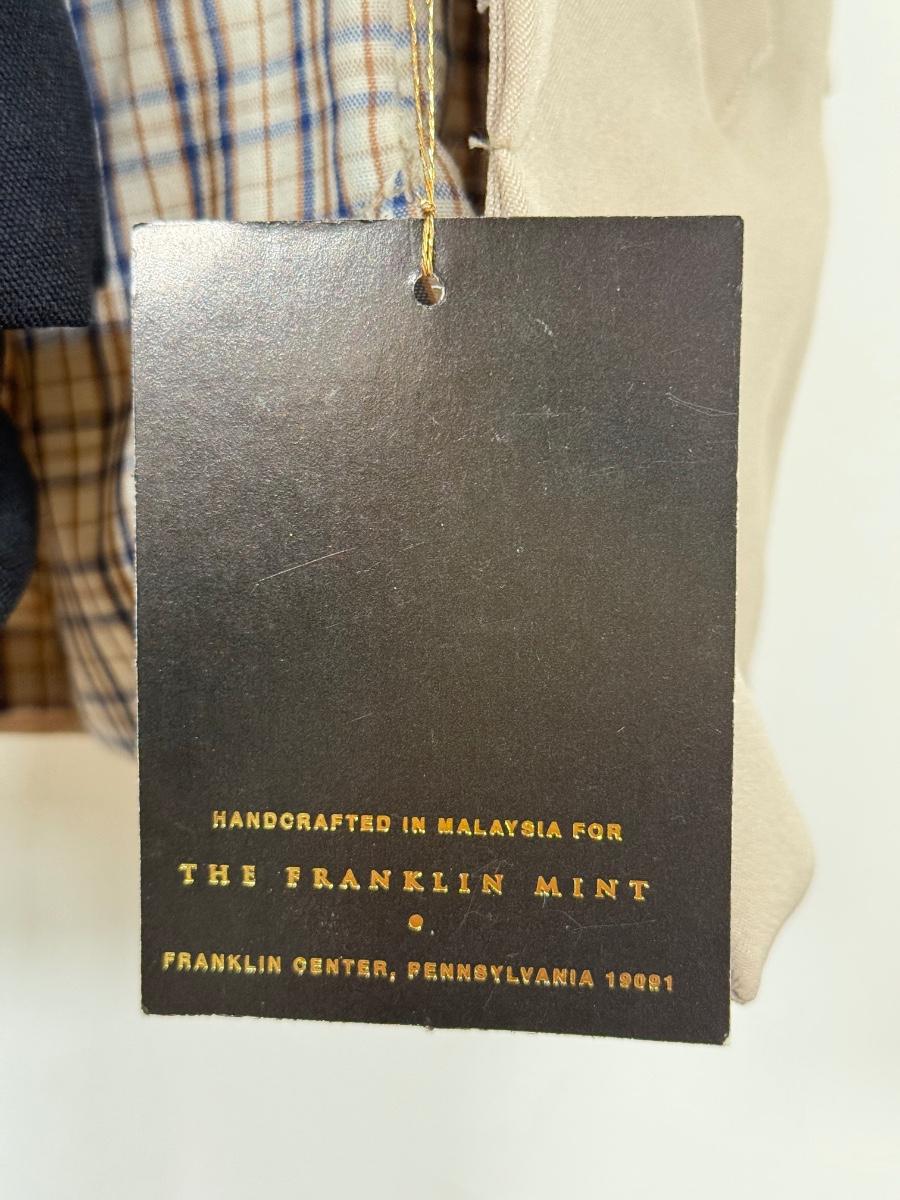 HANDCRAFTED IN MALAYSIA FOR
THE FRANKLIN MINT
FRANKLIN CENTER, PENNSYLVANIA 19091